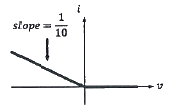 i
slope = 1/10
v